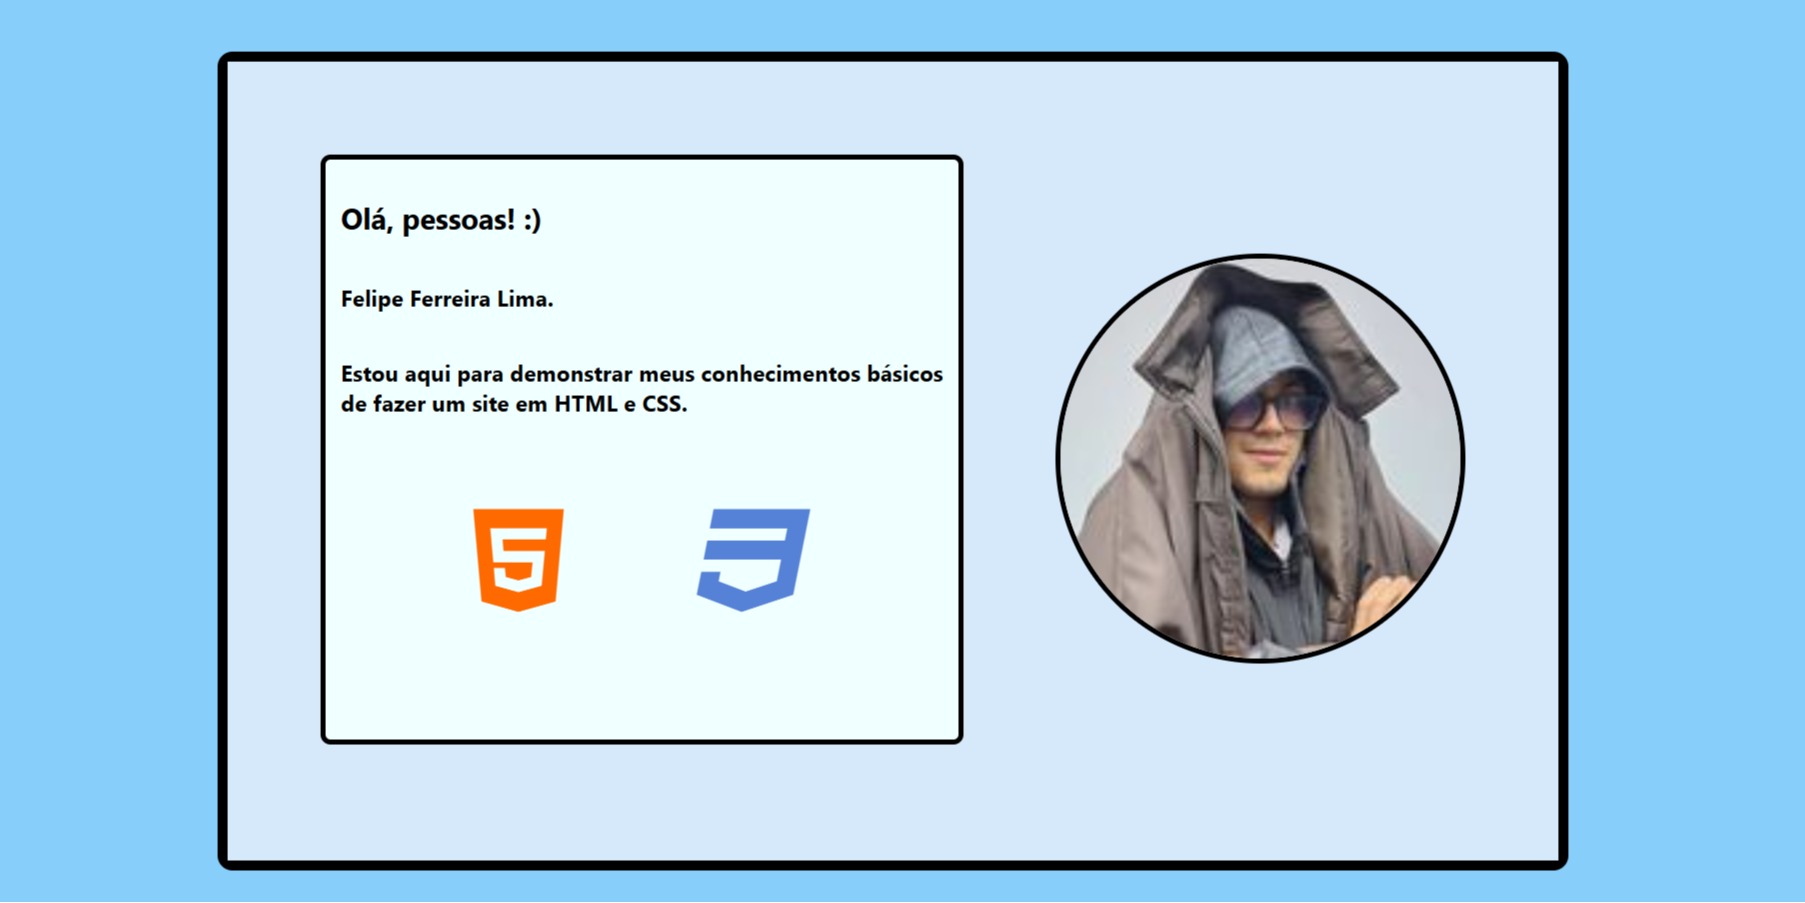 Olá, pessoas! :)
Felipe Ferreira Lima.
Estou aqui para demonstrar meus conhecimentos básicos
de fazer um site em HTML e CSS.
5